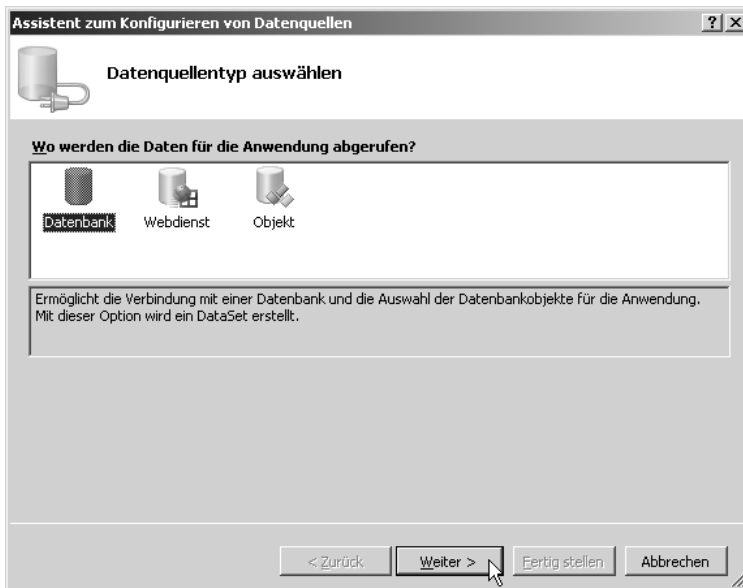 Assistent zum Konfigurieren von Datenquellen
Datenquellentyp auswählen
Wo werden die Daten für die Anwendung abgerufen?
Datenbank Webdienst Objekt
Ermöglicht die Verbindung mit einer Datenbank und die Auswahl der Datenbankobjekte für die Anwendung.
Mit dieser Option wird ein DataSet erstellt.
< Zurück Weiter > Fertig stellen Abbrechen